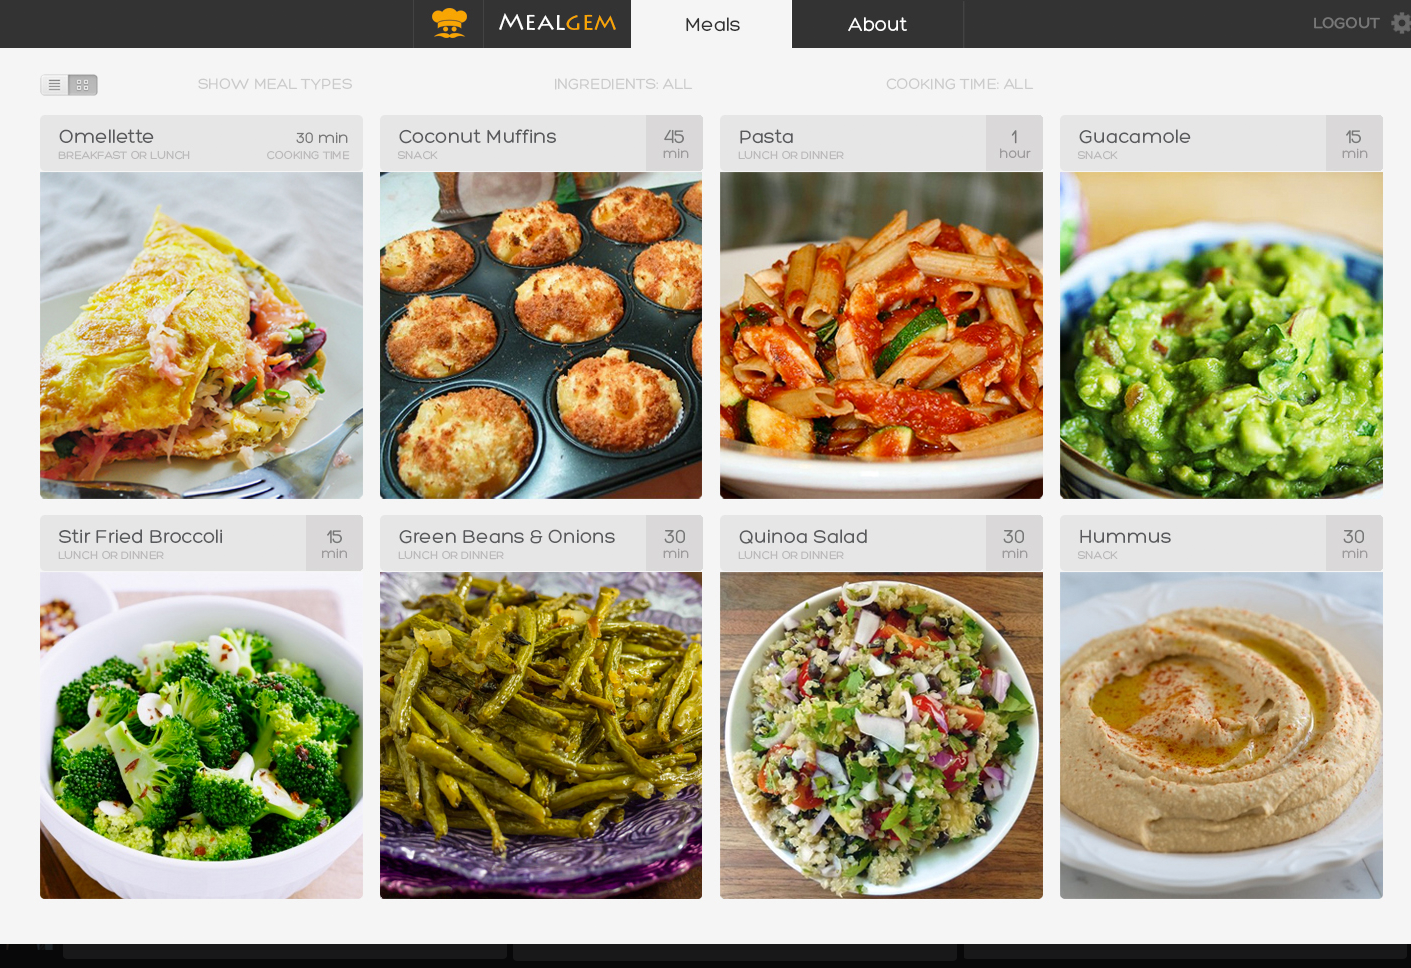 MEALGEM
Meals
About
LOGOUT
SHOW MEAL TYPES
INGREDIENTS: ALL
COOKING TIME: ALL
Omellette
30 min
BREAKFAST OR LUNCH
COOKING TIME
Coconut Muffins
45
SNACK
min
Pasta
1
LUNCH OR DINNER
hour
Guacamole
15
SNACK
min
Stir Fried Broccoli
15
LUNCH OR DINNER
min
Green Beans & Onions
30
LUNCH OR DINNER
min
Quinoa Salad
30
LUNCH OR DINNER
min
Hummus
30
SNACK
min